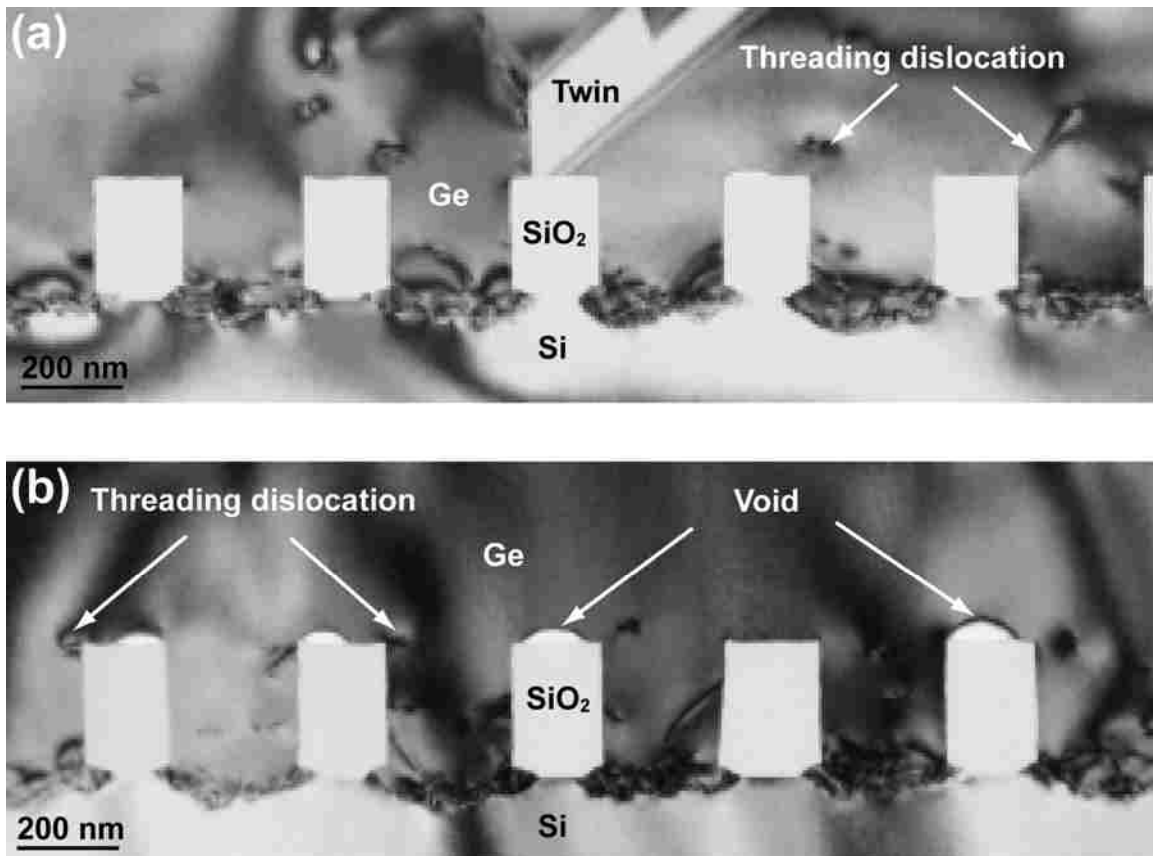 (a)
Threading dislocation
Twin
Ge
SiO₂
Si
200 nm
(b)
Threading dislocation
Void
Ge
SiO₂
Si
200 nm